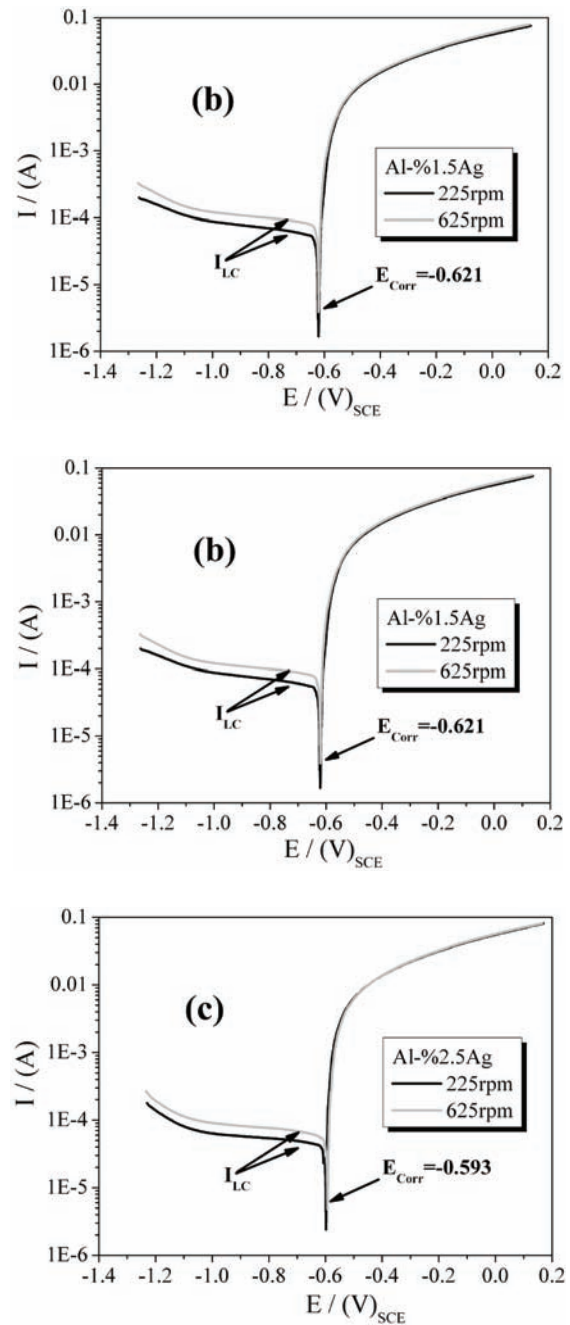 0.1
0.01
1E-3
1E-4
1E-5
1E-6
I / (A)
(b)
Al-%1.5Ag
225rpm
625rpm
I_LC
E_Corr=-0.621
-1.4 -1.2 -1.0 -0.8 -0.6 -0.4 -0.2 0.0 0.2
E / (V)_SCE
0.1
0.01
1E-3
1E-4
1E-5
1E-6
I / (A)
(b)
Al-%1.5Ag
225rpm
625rpm
I_LC
E_Corr=-0.621
-1.4 -1.2 -1.0 -0.8 -0.6 -0.4 -0.2 0.0 0.2
E / (V)_SCE
0.1
0.01
1E-3
1E-4
1E-5
1E-6
I / (A)
(c)
Al-%2.5Ag
225rpm
625rpm
I_LC
E_Corr=-0.593
-1.4 -1.2 -1.0 -0.8 -0.6 -0.4 -0.2 0.0 0.2
E / (V)_SCE